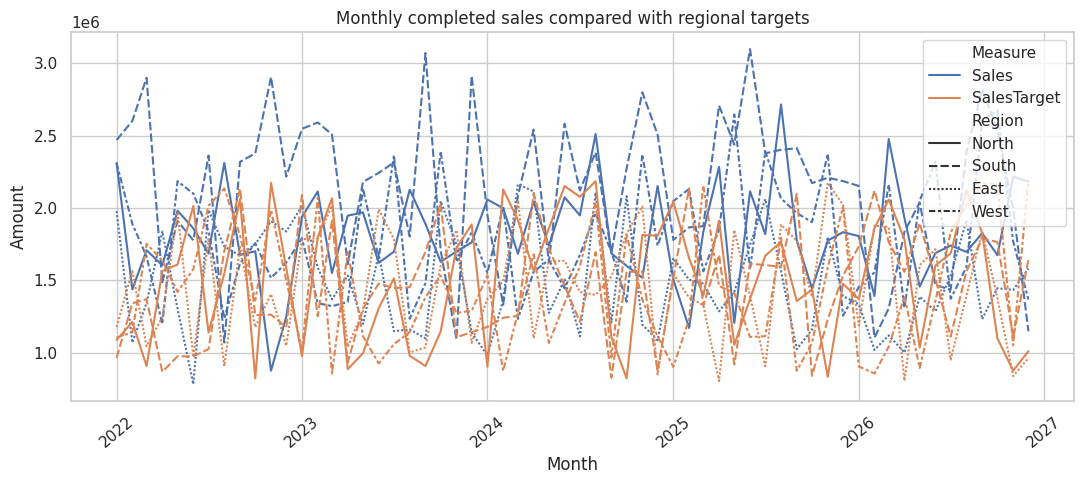 Monthly completed sales compared with regional targets
1e6
3.0
2.5
2.0
1.5
1.0
Amount
2022
2023
2024
2025
2026
2027
Month
Measure
Sales
SalesTarget
Region
North
South
East
West